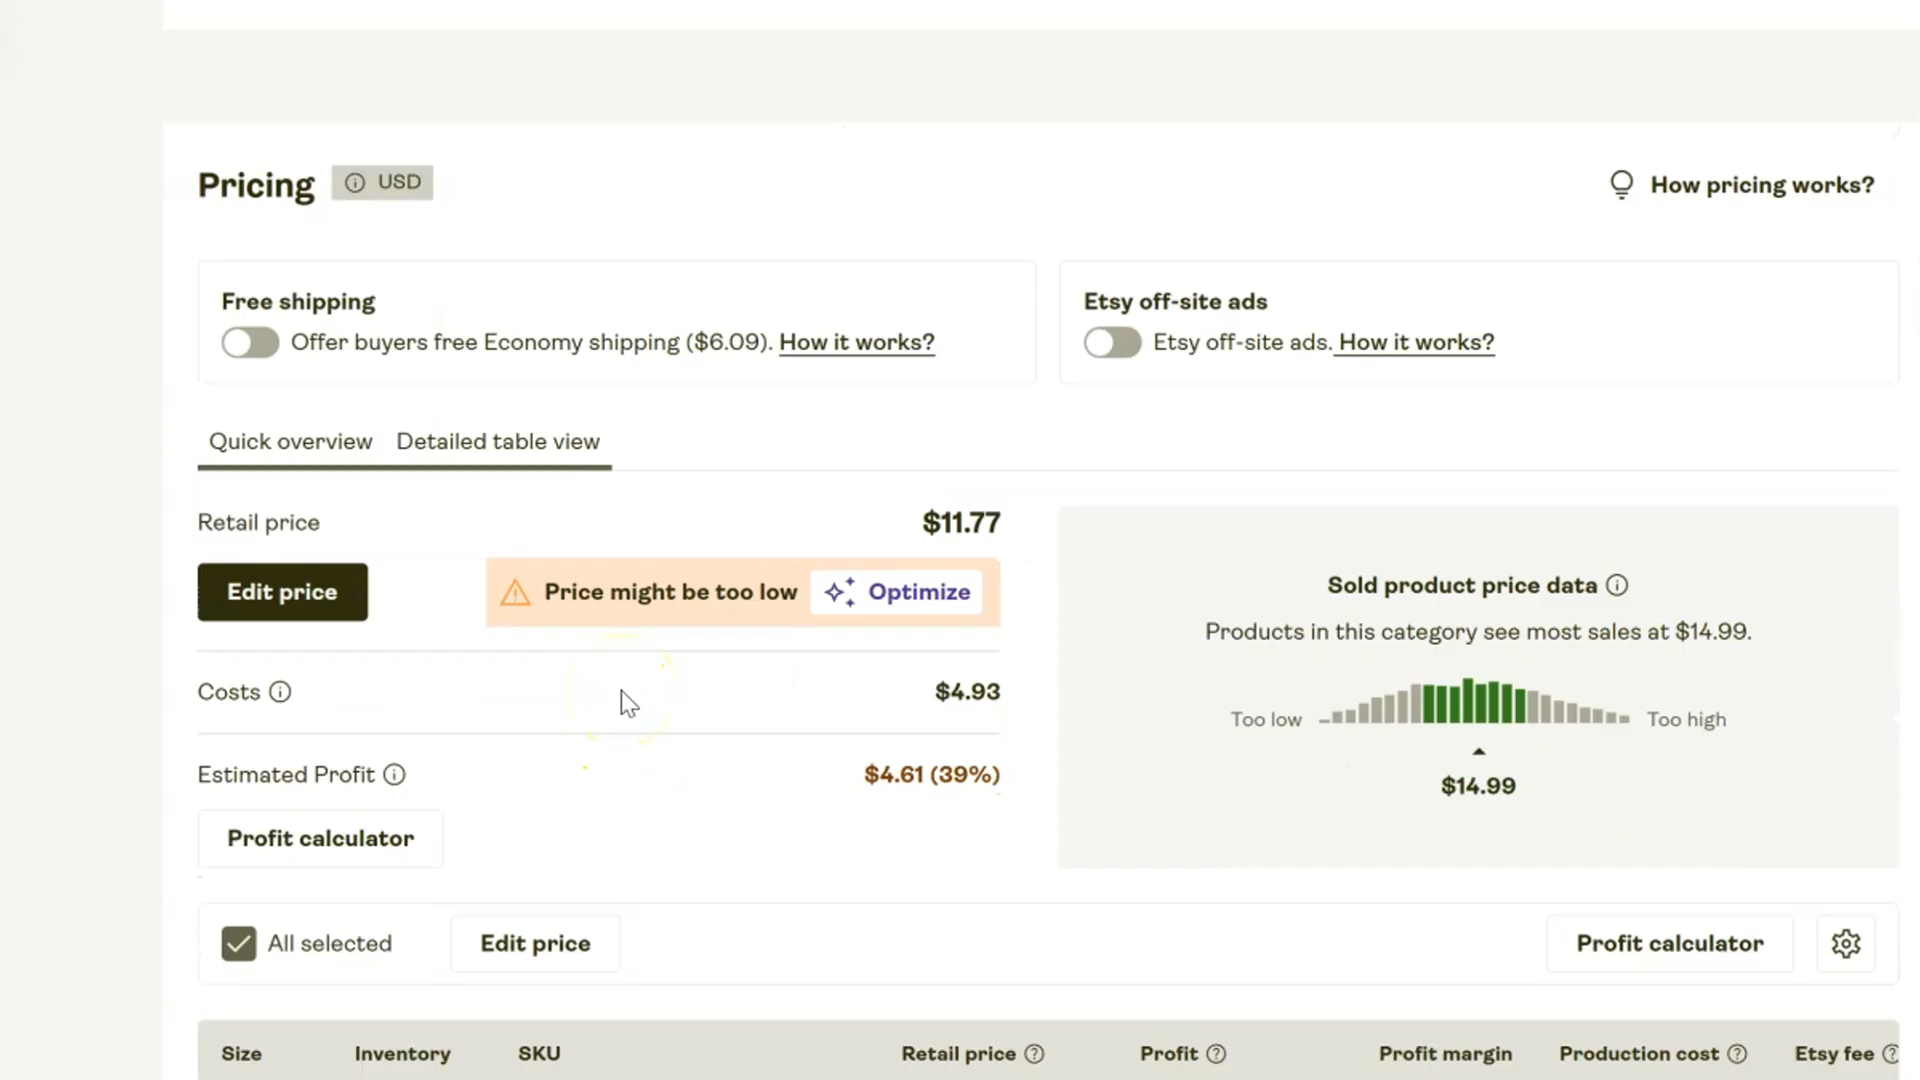 Pricing
USD
How pricing works?
Free shipping
Offer buyers free Economy shipping ($6.09). How it works?
Etsy off-site ads
Etsy off-site ads. How it works?
Quick overview
Detailed table view
Retail price
$11.77
Edit price
Price might be too low
Optimize
Costs
$4.93
Estimated Profit
$4.61 (39%)
Profit calculator
Sold product price data
Products in this category see most sales at $14.99.
Too low
Too high
$14.99
All selected
Edit price
Profit calculator
Size
Inventory
SKU
Retail price
Profit
Profit margin
Production cost
Etsy fee